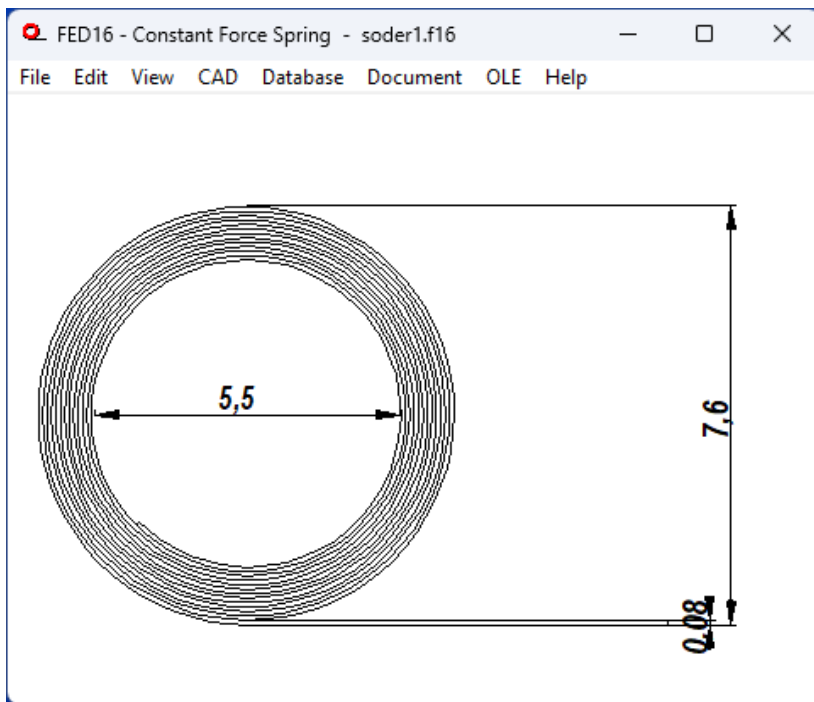 FED16 - Constant Force Spring - soder1.f16
File Edit View CAD Database Document OLE Help
5,5
7,6
0,08